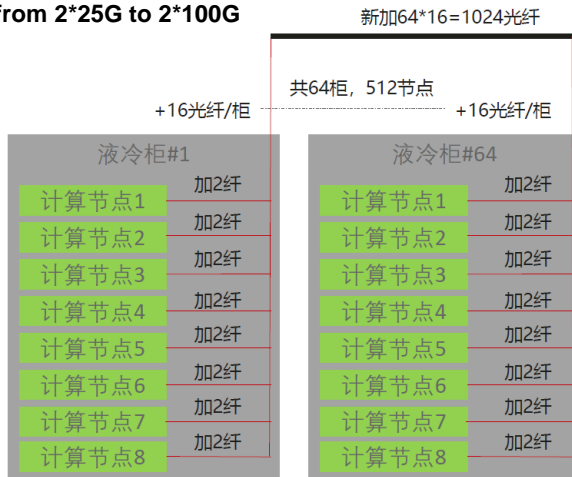 from 2*25G to 2*100G
新加64*16=1024光纤
共64柜，512节点
+16光纤/柜
+16光纤/柜
液冷柜#1
计算节点1 加2纤
计算节点2 加2纤
计算节点3 加2纤
计算节点4 加2纤
计算节点5 加2纤
计算节点6 加2纤
计算节点7 加2纤
计算节点8 加2纤
液冷柜#64
计算节点1 加2纤
计算节点2 加2纤
计算节点3 加2纤
计算节点4 加2纤
计算节点5 加2纤
计算节点6 加2纤
计算节点7 加2纤
计算节点8 加2纤